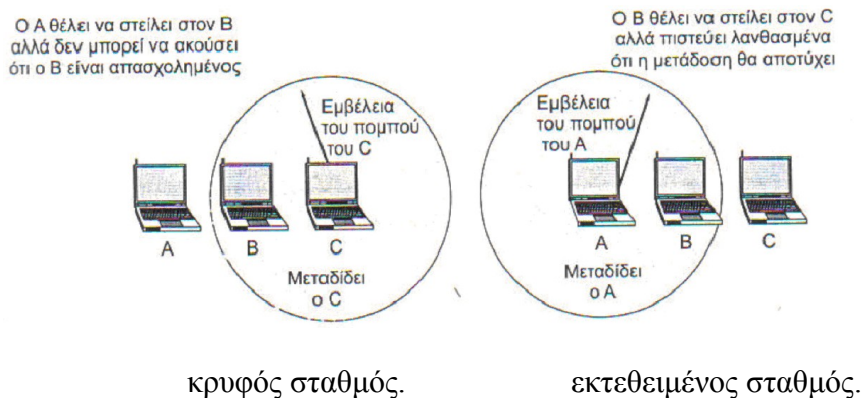 Ο Α θέλει να στείλει στον Β
αλλά δεν μπορεί να ακούσει
ότι ο Β είναι απασχολημένος
Εμβέλεια
του πομπού
του C
A
B
C
Μεταδίδει
ο C
Ο Β θέλει να στείλει στον C
αλλά πιστεύει λανθασμένα
ότι η μετάδοση θα αποτύχει
Εμβέλεια
του πομπού
του Α
A
B
C
Μεταδίδει
ο Α
κρυφός σταθμός.
εκτεθειμένος σταθμός.